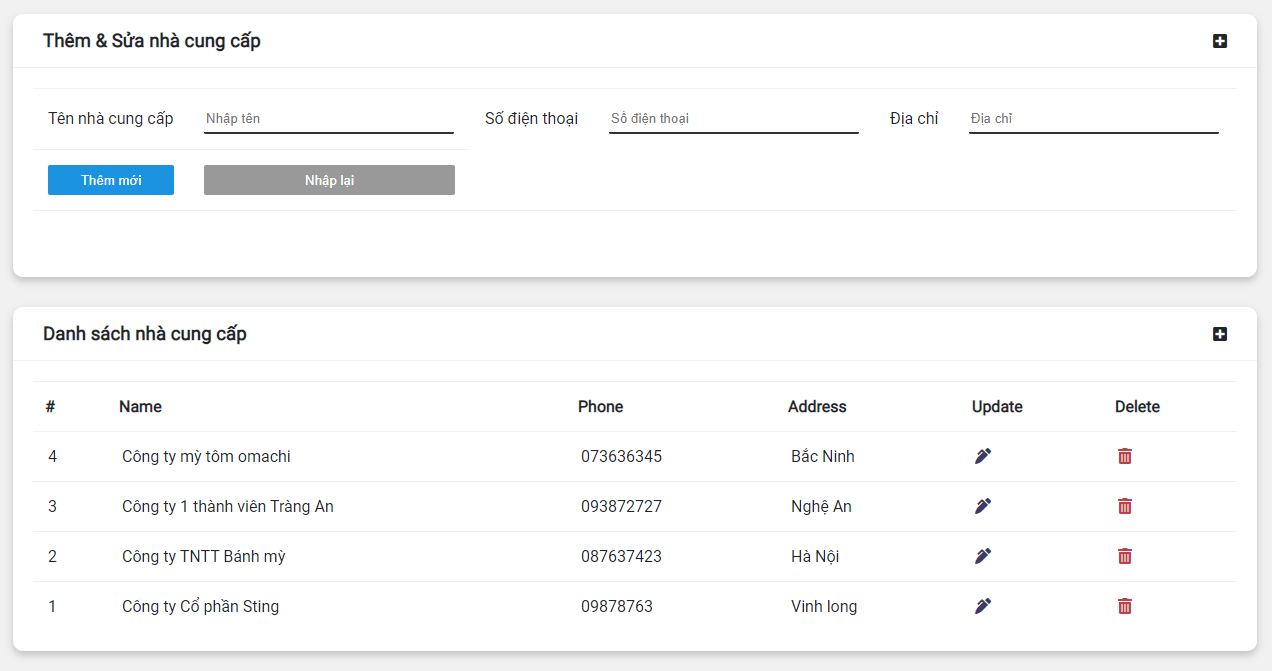 Thêm & Sửa nhà cung cấp
Tên nhà cung cấp Nhập tên Số điện thoại Số điện thoại Địa chỉ Địa chỉ
Thêm mới Nhập lại
Danh sách nhà cung cấp
# Name Phone Address Update Delete
4 Công ty mỳ tôm omachi 073636345 Bắc Ninh
3 Công ty 1 thành viên Tràng An 093872727 Nghệ An
2 Công ty TNTT Bánh mỳ 087637423 Hà Nội
1 Công ty Cổ phần Sting 09878763 Vinh long